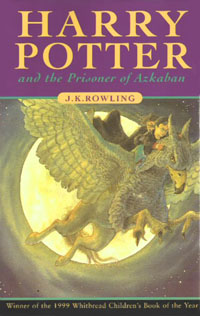 HARRY
POTTER
and the Prisoner of Azkaban
J.K.ROWLING
Winner of the 1999 Whitbread Children's Book of the Year